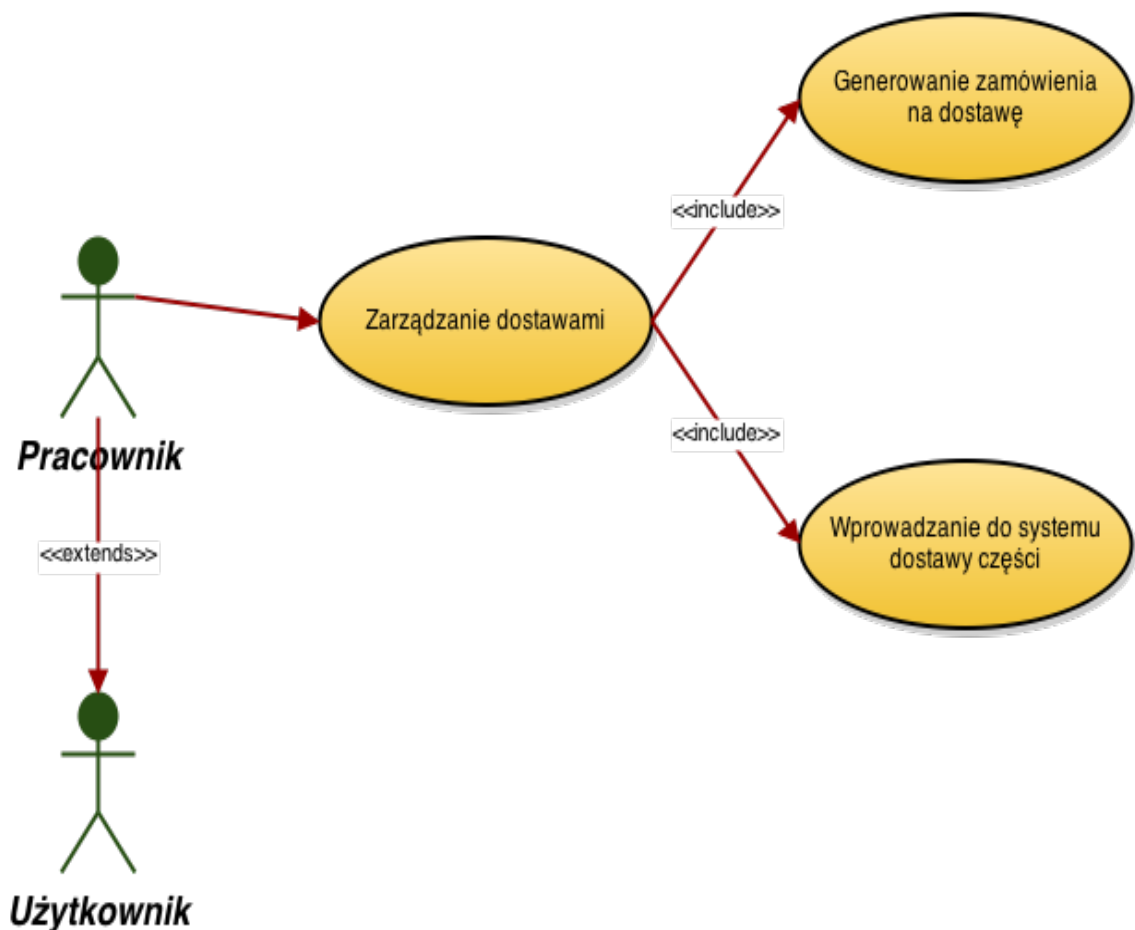 Generowanie zamówienia
na dostawę
<<include>>
Zarządzanie dostawami
Pracownik
<<include>>
<<extends>>
Wprowadzanie do systemu
dostawy części
Użytkownik